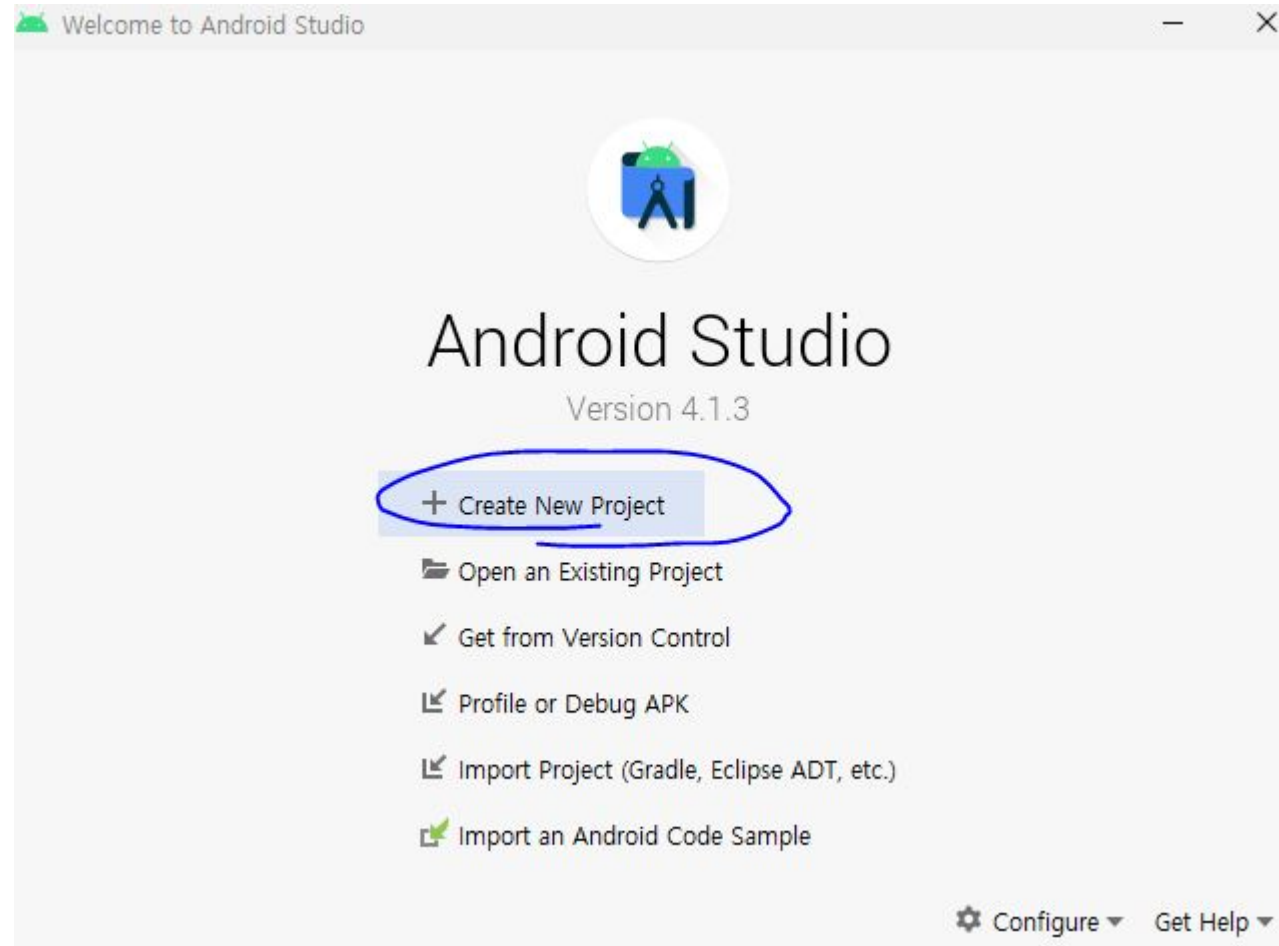 Welcome to Android Studio
Android Studio
Version 4.1.3
Create New Project
Open an Existing Project
Get from Version Control
Profile or Debug APK
Import Project (Gradle, Eclipse ADT, etc.)
Import an Android Code Sample
Configure Get Help